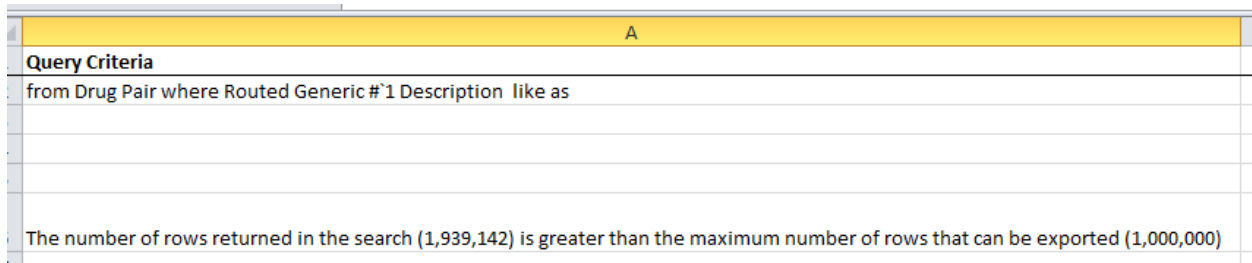 A
Query Criteria
from Drug Pair where Routed Generic #`1 Description  like as
The number of rows returned in the search (1,939,142) is greater than the maximum number of rows that can be exported (1,000,000)